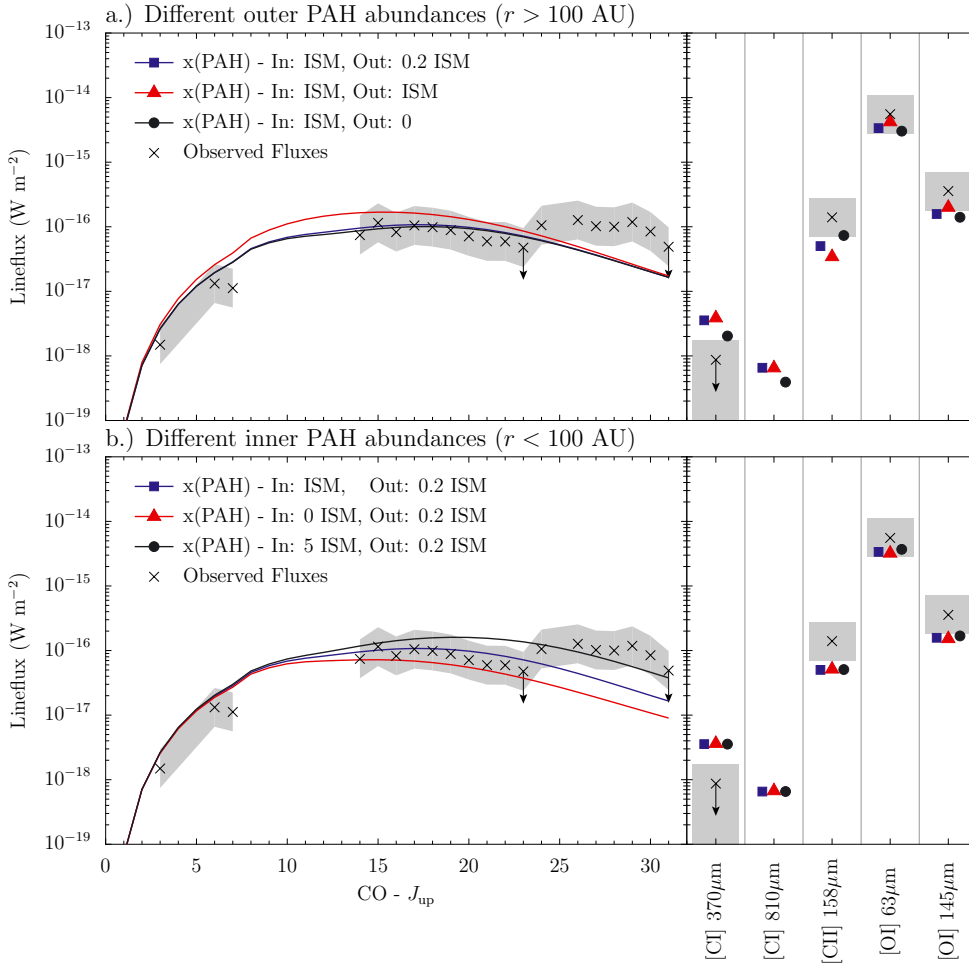 a.) Different outer PAH abundances (r > 100 AU)
10⁻¹³
10⁻¹⁴
10⁻¹⁵
10⁻¹⁶
10⁻¹⁷
10⁻¹⁸
10⁻¹⁹
Lineflux (W m⁻²)
x(PAH) - In: ISM, Out: 0.2 ISM
x(PAH) - In: ISM, Out: ISM
x(PAH) - In: ISM, Out: 0
Observed Fluxes
b.) Different inner PAH abundances (r < 100 AU)
10⁻¹³
10⁻¹⁴
10⁻¹⁵
10⁻¹⁶
10⁻¹⁷
10⁻¹⁸
10⁻¹⁹
Lineflux (W m⁻²)
x(PAH) - In: ISM, Out: 0.2 ISM
x(PAH) - In: 0 ISM, Out: 0.2 ISM
x(PAH) - In: 5 ISM, Out: 0.2 ISM
Observed Fluxes
0 5 10 15 20 25 30
CO - J_up
[CI] 370μm
[CI] 810μm
[CII] 158μm
[OI] 63μm
[OI] 145μm